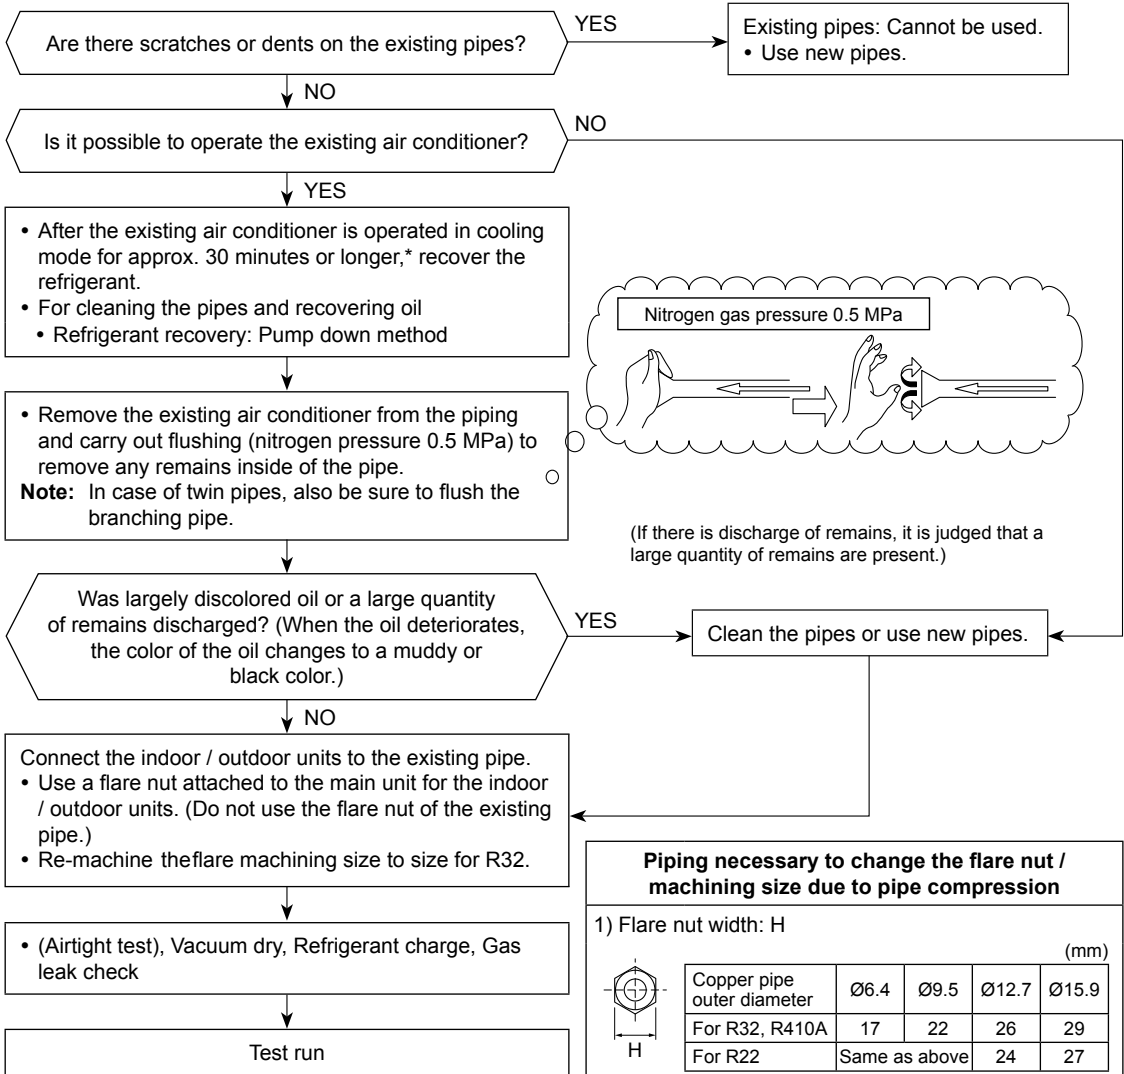 Are there scratches or dents on the existing pipes?
YES
Existing pipes: Cannot be used.
• Use new pipes.
NO
Is it possible to operate the existing air conditioner?
NO
YES
• After the existing air conditioner is operated in cooling
mode for approx. 30 minutes or longer,* recover the
refrigerant.
• For cleaning the pipes and recovering oil
• Refrigerant recovery: Pump down method
Nitrogen gas pressure 0.5 MPa
• Remove the existing air conditioner from the piping
and carry out flushing (nitrogen pressure 0.5 MPa) to
remove any remains inside of the pipe.
Note: In case of twin pipes, also be sure to flush the
branching pipe.
(If there is discharge of remains, it is judged that a
large quantity of remains are present.)
Was largely discolored oil or a large quantity
of remains discharged? (When the oil deteriorates,
the color of the oil changes to a muddy or
black color.)
YES
Clean the pipes or use new pipes.
NO
Connect the indoor / outdoor units to the existing pipe.
• Use a flare nut attached to the main unit for the indoor
/ outdoor units. (Do not use the flare nut of the existing
pipe.)
• Re-machine theflare machining size to size for R32.
• (Airtight test), Vacuum dry, Refrigerant charge, Gas
leak check
Test run
Piping necessary to change the flare nut /
machining size due to pipe compression
1) Flare nut width: H
(mm)
H
Copper pipe
outer diameter Ø6.4 Ø9.5 Ø12.7 Ø15.9
For R32, R410A 17 22 26 29
For R22 Same as above 24 27